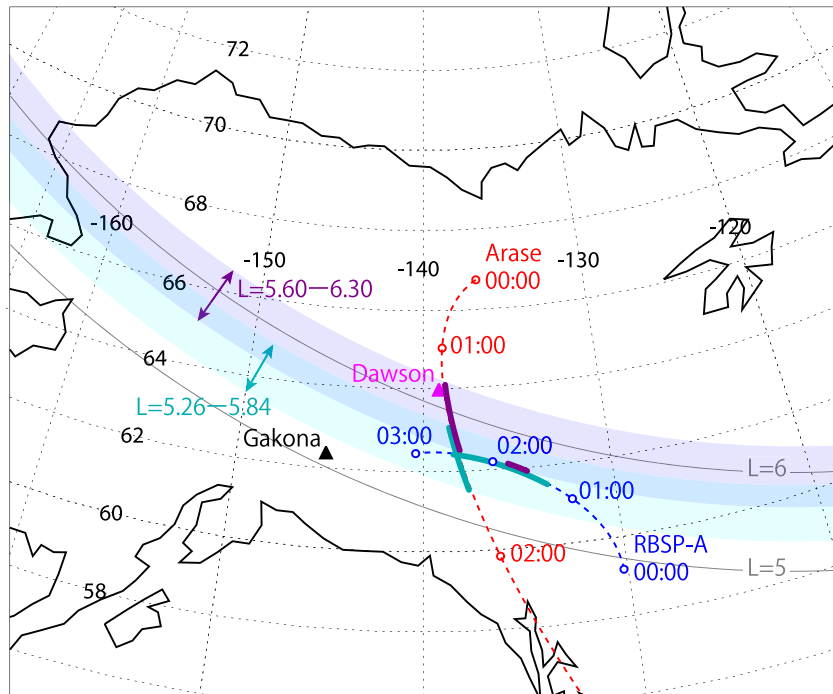 72
70
68
-160
-120
Arase
-150
-140
-130
00:00
66
L=5.60—6.30
01:00
64
Dawson
L=5.26—5.84
62
Gakona
03:00
02:00
L=6
01:00
60
RBSP-A
02:00
L=5
00:00
58